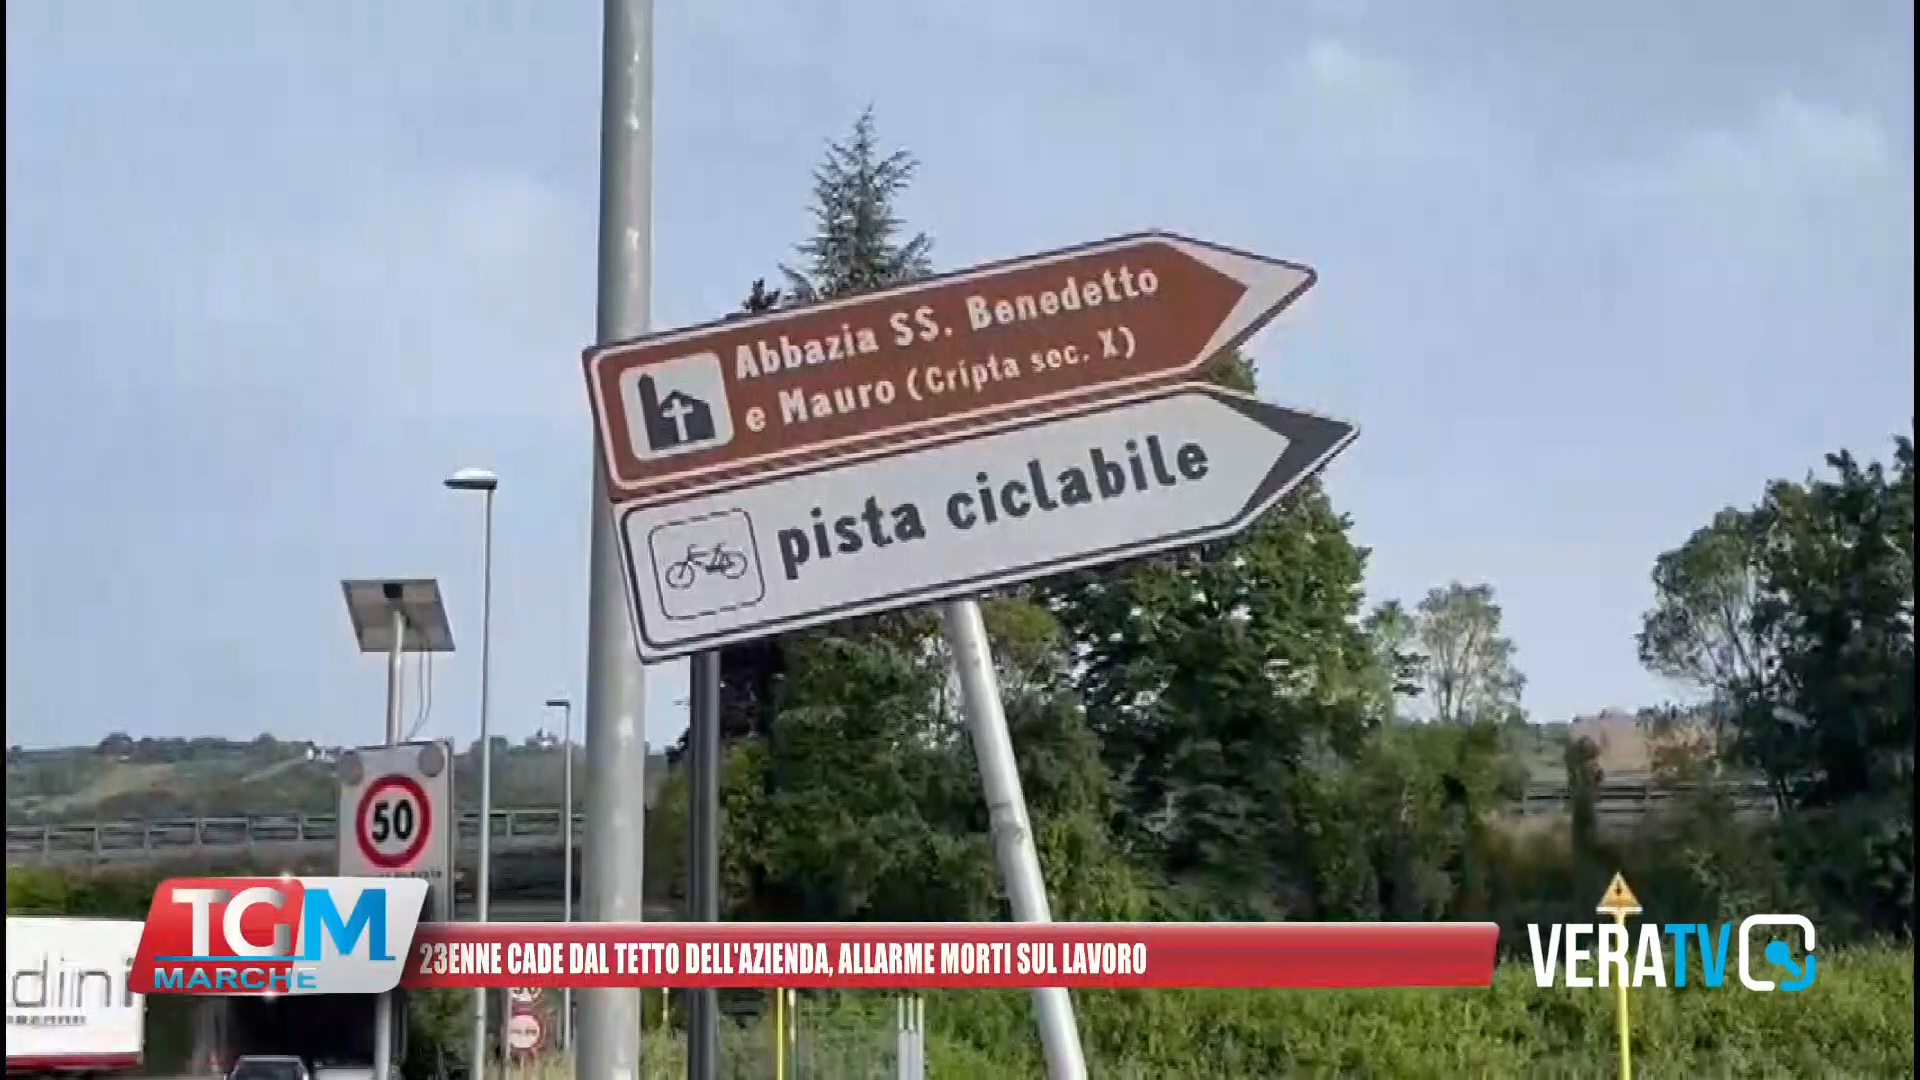 Abbazia SS. Benedetto
e Mauro (Cripta sec. X)
pista ciclabile
50
TGM
MARCHE
23ENNE CADE DAL TETTO DELL'AZIENDA, ALLARME MORTI SUL LAVORO
VERATV
dini